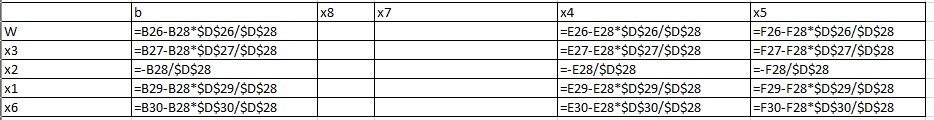 b x8 x7 x4 x5
W =B26-B28*$D$26/$D$28 =E26-E28*$D$26/$D$28 =F26-F28*$D$26/$D$28
x3 =B27-B28*$D$27/$D$28 =E27-E28*$D$27/$D$28 =F27-F28*$D$27/$D$28
x2 =-B28/$D$28 =-E28/$D$28 =-F28/$D$28
x1 =B29-B28*$D$29/$D$28 =E29-E28*$D$29/$D$28 =F29-F28*$D$29/$D$28
x6 =B30-B28*$D$30/$D$28 =E30-E28*$D$30/$D$28 =F30-F28*$D$30/$D$28